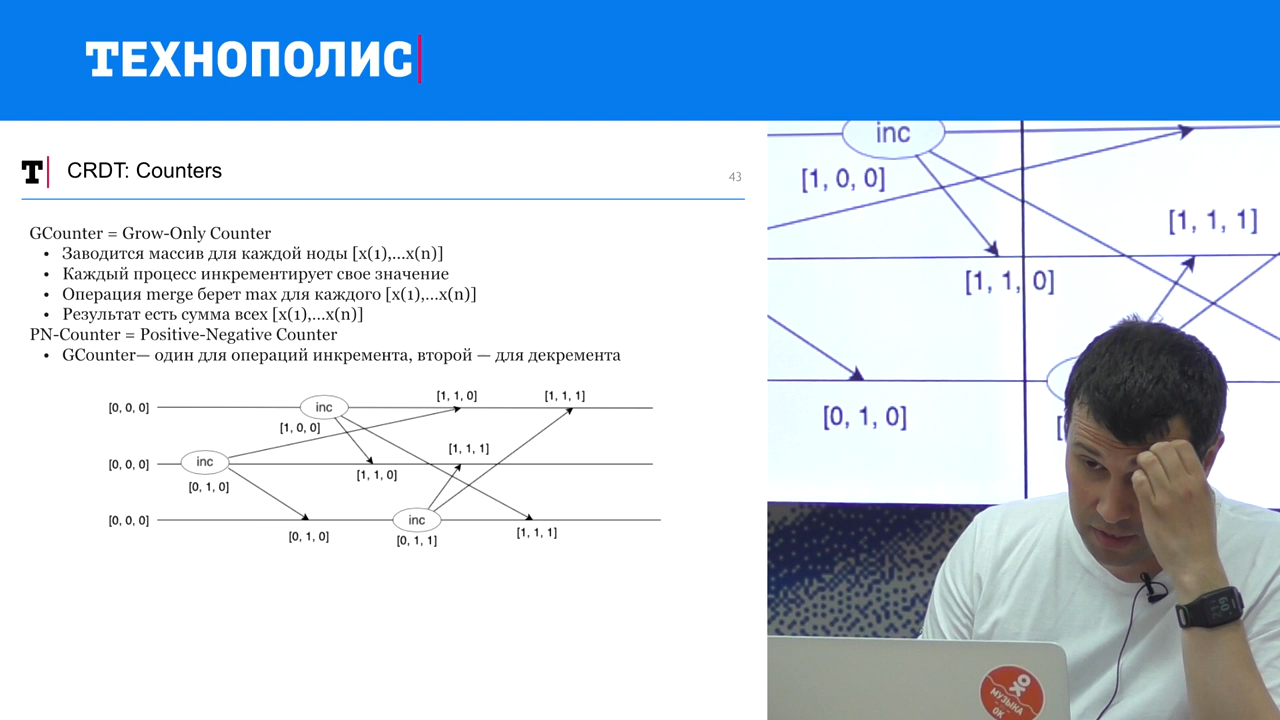 ТЕХНОПОЛИС
T CRDT: Counters
43
GCounter = Grow-Only Counter
• Заводится массив для каждой ноды [x(1),...x(n)]
• Каждый процесс инкрементирует свое значение
• Операция merge берет max для каждого [x(1),...x(n)]
• Результат есть сумма всех [x(1),...x(n)]
PN-Counter = Positive-Negative Counter
• GCounter— один для операций инкремента, второй — для декремента
[1, 1, 0] [1, 1, 1]
[0, 0, 0] inc
[1, 0, 0]
[1, 1, 1]
[0, 0, 0] inc
[1, 1, 0]
[0, 1, 0]
[0, 0, 0] inc
[0, 1, 0] [0, 1, 1] [1, 1, 1]
inc
[1, 0, 0]
[1, 1, 1]
[1, 1, 0]
[0, 1, 0]
[
МУЗЫКА
OK